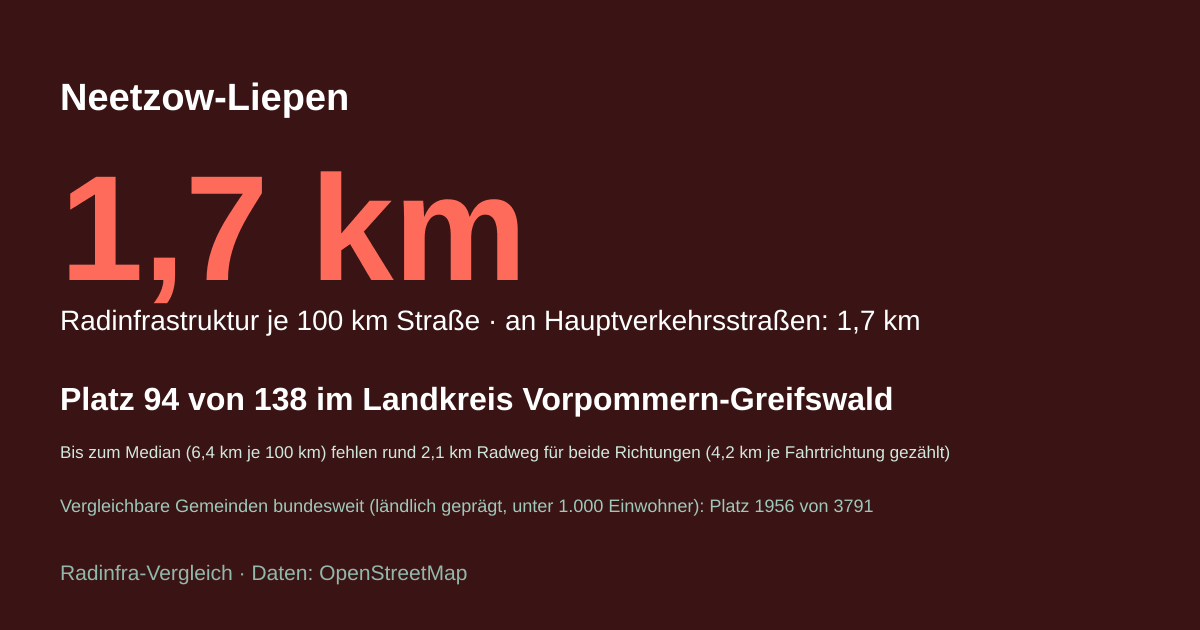 Neetzow-Liepen
1,7 km
Radinfrastruktur je 100 km Straße · an Hauptverkehrsstraßen: 1,7 km
Platz 94 von 138 im Landkreis Vorpommern-Greifswald
Bis zum Median (6,4 km je 100 km) fehlen rund 2,1 km Radweg für beide Richtungen (4,2 km je Fahrtrichtung gezählt)
Vergleichbare Gemeinden bundesweit (ländlich geprägt, unter 1.000 Einwohner): Platz 1956 von 3791
Radinfra-Vergleich · Daten: OpenStreetMap